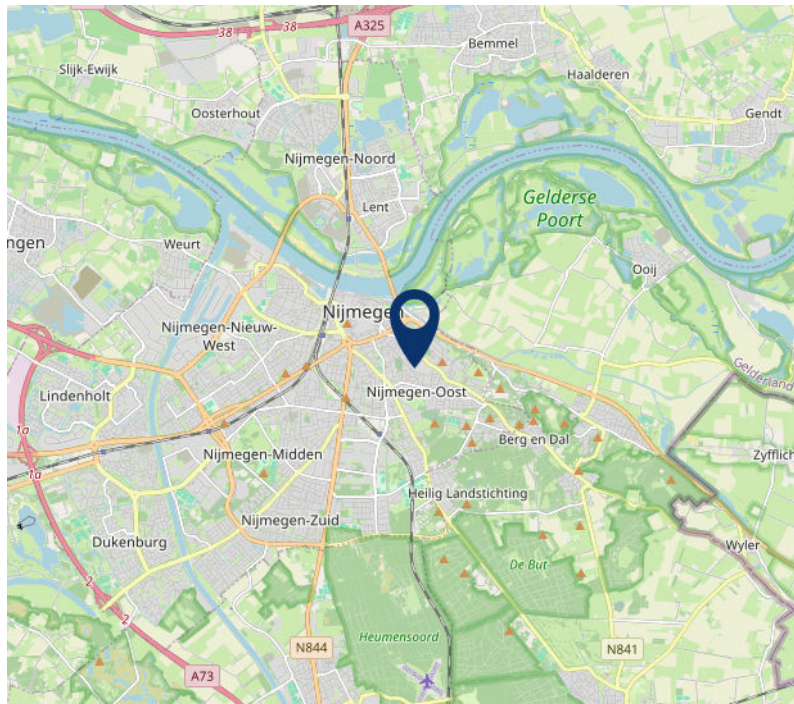 A325
38
38
Bemmel
Slijk-Ewijk
Haalderen
Oosterhout
Gendt
Nijmegen-Noord
Gelderse
Poort
Lent
ngen
Weurt
Ooij
Nijmegen
Nijmegen-Nieuw-
West
Gelderland
Lindenholt
Nijmegen-Oost
1a
Berg en Dal
Nijmegen-Midden
Zyfflich
1a
Heilig Landstichting
Nijmegen-Zuid
Dukenburg
Wyler
De But
2
2
Heumensoord
N844
N841
A73